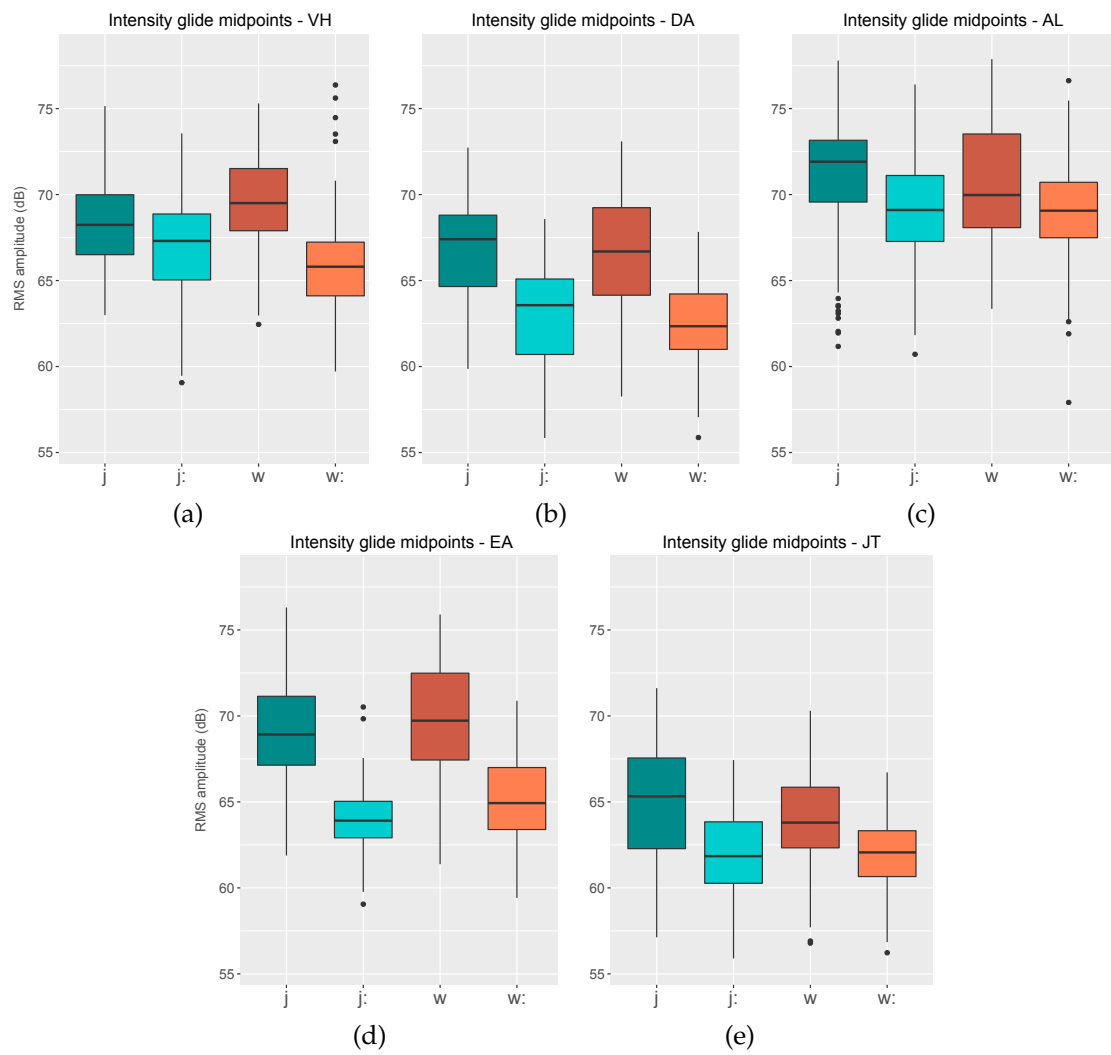 Intensity glide midpoints - VH
RMS amplitude (dB)
75
70
65
60
55
j j: w w:
(a)
Intensity glide midpoints - DA
75
70
65
60
55
j j: w w:
(b)
Intensity glide midpoints - AL
75
70
65
60
55
j j: w w:
(c)
Intensity glide midpoints - EA
RMS amplitude (dB)
75
70
65
60
55
j j: w w:
(d)
Intensity glide midpoints - JT
75
70
65
60
55
j j: w w:
(e)